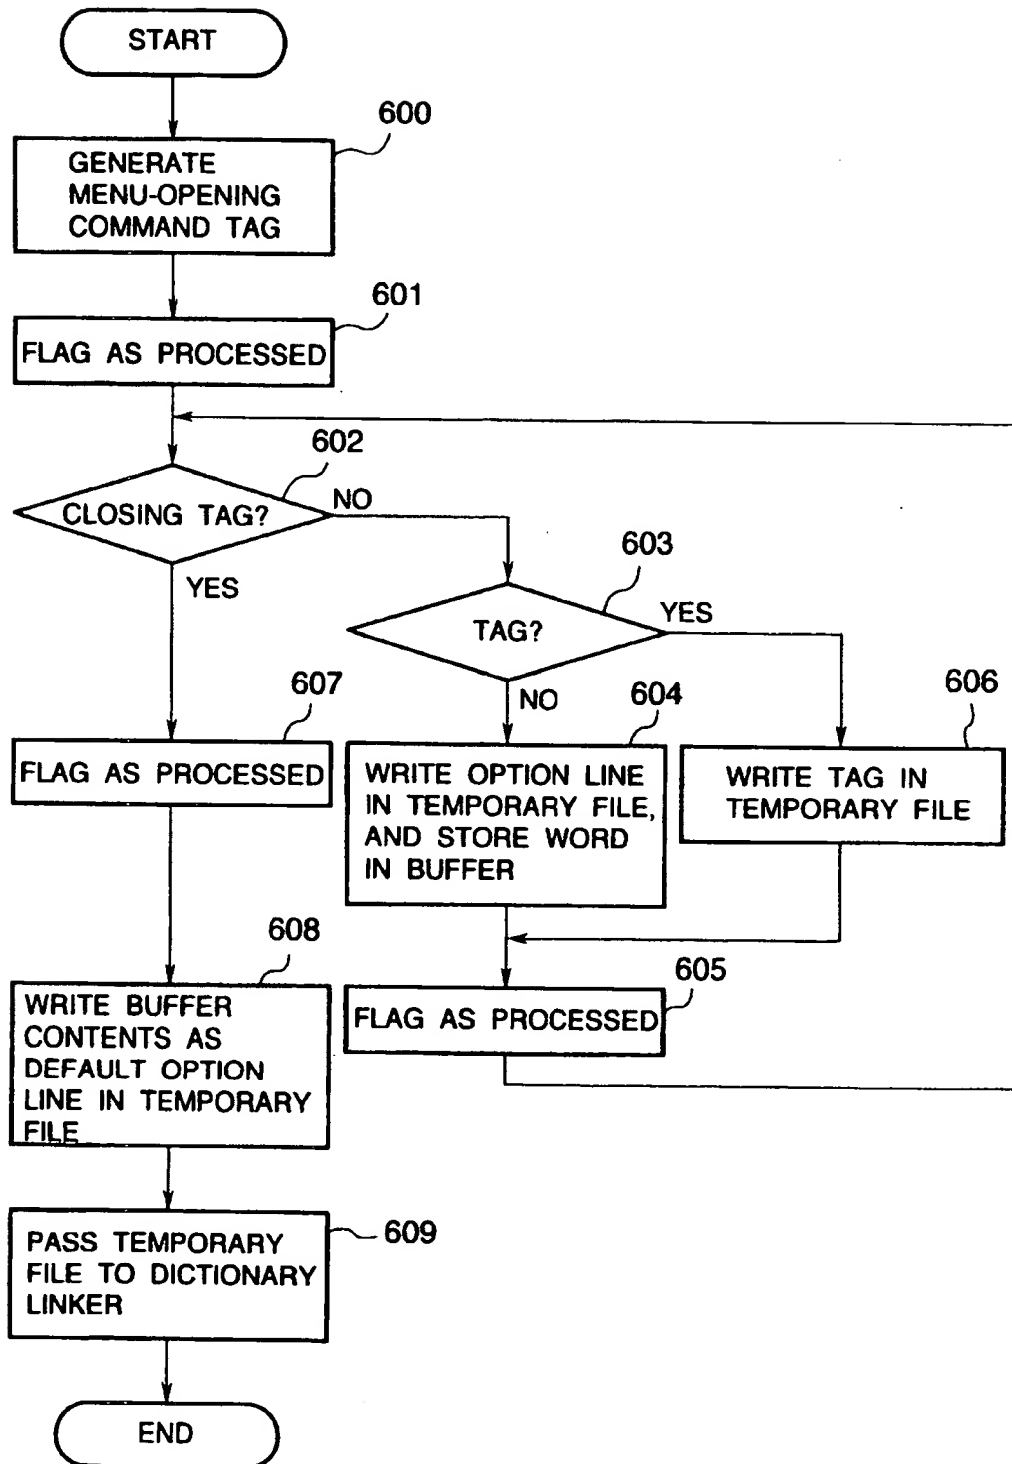 START
600
GENERATE
MENU-OPENING
COMMAND TAG
601
FLAG AS PROCESSED
602
CLOSING TAG?
NO
YES
603
TAG?
YES
NO
607
FLAG AS PROCESSED
604
WRITE OPTION LINE
IN TEMPORARY FILE,
AND STORE WORD
IN BUFFER
606
WRITE TAG IN
TEMPORARY FILE
608
WRITE BUFFER
CONTENTS AS
DEFAULT OPTION
LINE IN TEMPORARY
FILE
605
FLAG AS PROCESSED
609
PASS TEMPORARY
FILE TO DICTIONARY
LINKER
END